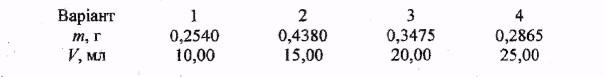 Варіант 1 2 3 4
m, г 0,2540 0,4380 0,3475 0,2865
V, мл 10,00 15,00 20,00 25,00